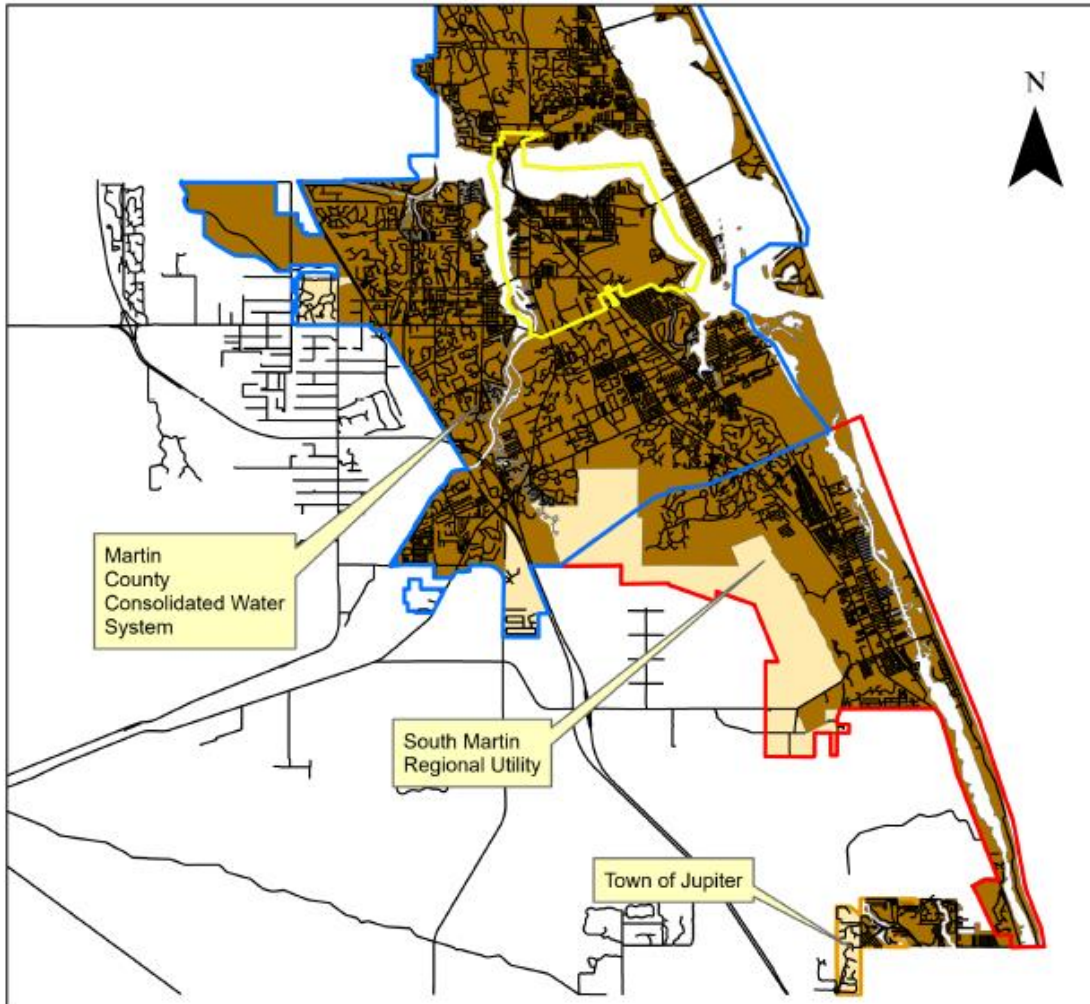 N
Martin
County
Consolidated Water
System
South Martin
Regional Utility
Town of Jupiter